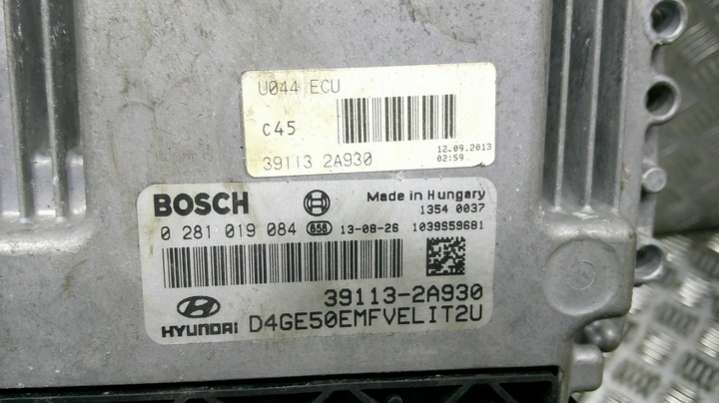 U044 ECU
c45
39113 2A930
12.09.2013
02:59
BOSCH
Made in Hungary
1354 0037
0 281 019 084 658 13-08-26 1039S59681
39113-2A930
HYUNDAI D4GE50EMFVELIT2U